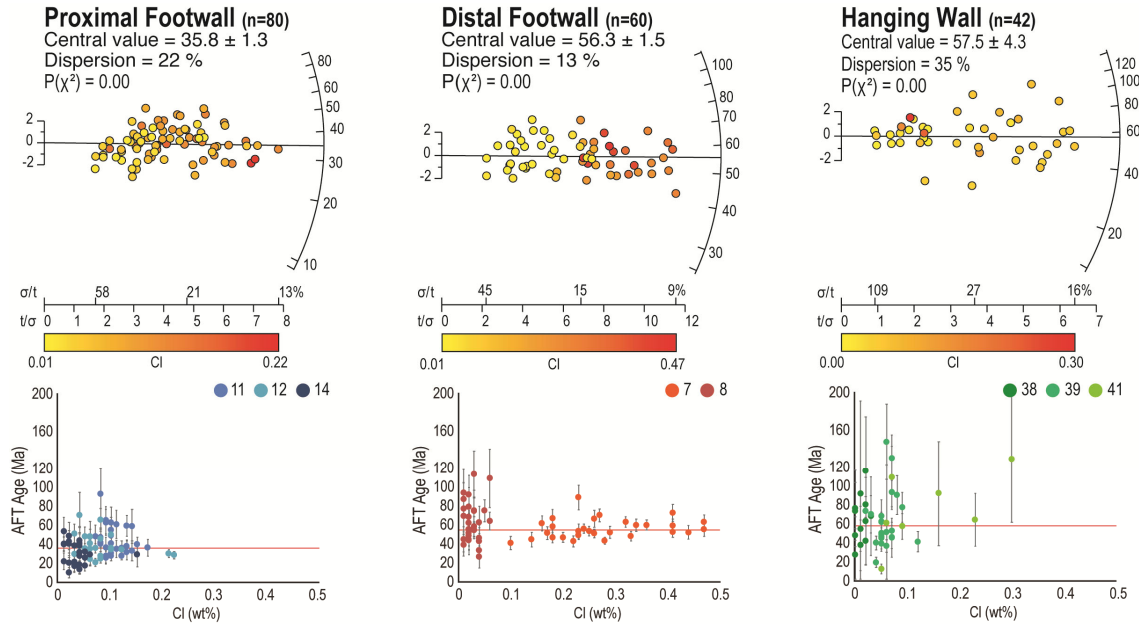 Proximal Footwall (n=80)
Central value = 35.8 ± 1.3
Dispersion = 22 %
P(χ²) = 0.00
80
60
50
40
30
20
10
2
0
-2
σ/t 58 21 13%
t/σ 0 1 2 3 4 5 6 7 8
0.01 Cl 0.22
11 12 14
200
160
120
100
80
60
40
20
0
AFT Age (Ma)
0 0.1 0.2 0.3 0.4 0.5
Cl (wt%)
Distal Footwall (n=60)
Central value = 56.3 ± 1.5
Dispersion = 13 %
P(χ²) = 0.00
100
80
70
60
50
40
30
2
0
-2
σ/t 45 15 9%
t/σ 0 2 4 6 8 10 12
0.01 Cl 0.47
7 8
200
160
120
100
80
60
40
20
0
AFT Age (Ma)
0.1 0.2 0.3 0.4 0.5
Cl (wt%)
Hanging Wall (n=42)
Central value = 57.5 ± 4.3
Dispersion = 35 %
P(χ²) = 0.00
120
100
80
60
40
20
2
0
-2
σ/t 109 27 16%
t/σ 0 1 2 3 4 5 6 7
0.00 Cl 0.30
38 39 41
200
160
120
100
80
60
40
20
0
AFT Age (Ma)
0 0.1 0.2 0.3 0.4 0.5
Cl (wt%)